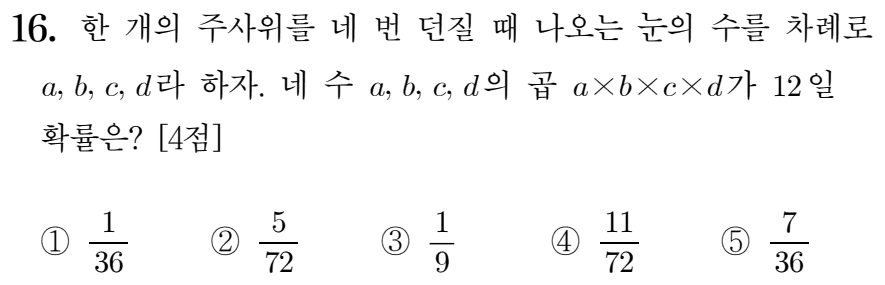 16. 한 개의 주사위를 네 번 던질 때 나오는 눈의 수를 차례로
a, b, c, d라 하자. 네 수 a, b, c, d의 곱 a×b×c×d가 12일
확률은? [4점]
① 1/36 ② 5/72 ③ 1/9 ④ 11/72 ⑤ 7/36